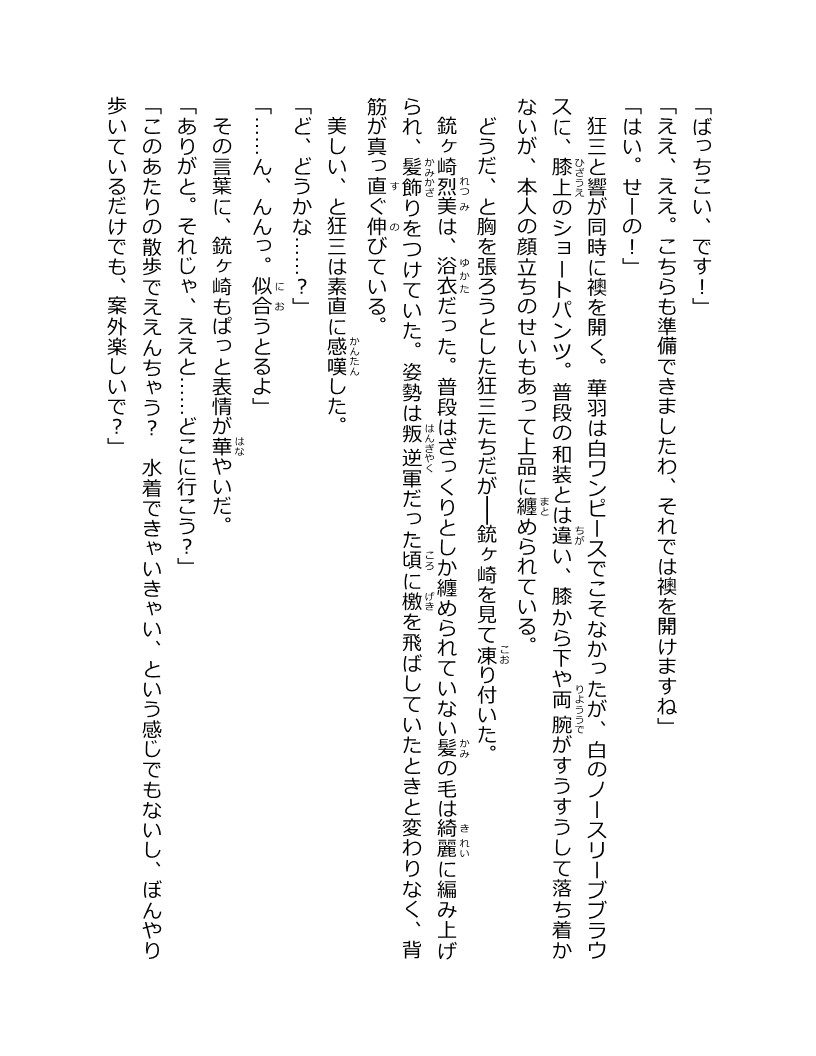 「ばっちこい、です！」
「ええ、ええ。こちらも準備できましたわ、それでは襖を開けますね」
「はい。せーの！」
　狂三と響が同時に襖を開く。華羽は白ワンピースでこそなかったが、白のノースリーブブラウ
スに、膝上のショートパンツ。普段の和装とは違い、膝から下や両腕がすうすうして落ち着か
ないが、本人の顔立ちのせいもあって上品に纏められている。
　どうだ、と胸を張ろうとした狂三たちだが――銃ヶ崎を見て凍り付いた。
　銃ヶ崎烈美は、浴衣だった。普段はざっくりとしか纏められていない髪の毛は綺麗に編み上げ
られ、髪飾りをつけていた。姿勢は叛逆軍だった頃に檄を飛ばしていたときと変わりなく、背
筋が真っ直ぐ伸びている。
　美しい、と狂三は素直に感嘆した。
「ど、どうかな……？」
「……ん、んんっ。似合うとるよ」
　その言葉に、銃ヶ崎もぱっと表情が華やいだ。
「ありがと。それじゃ、ええと……どこに行こう？」
「このあたりの散歩でええんちゃう？　水着できゃいきゃい、という感じでもないし、ぼんやり
歩いているだけでも、案外楽しいで？」